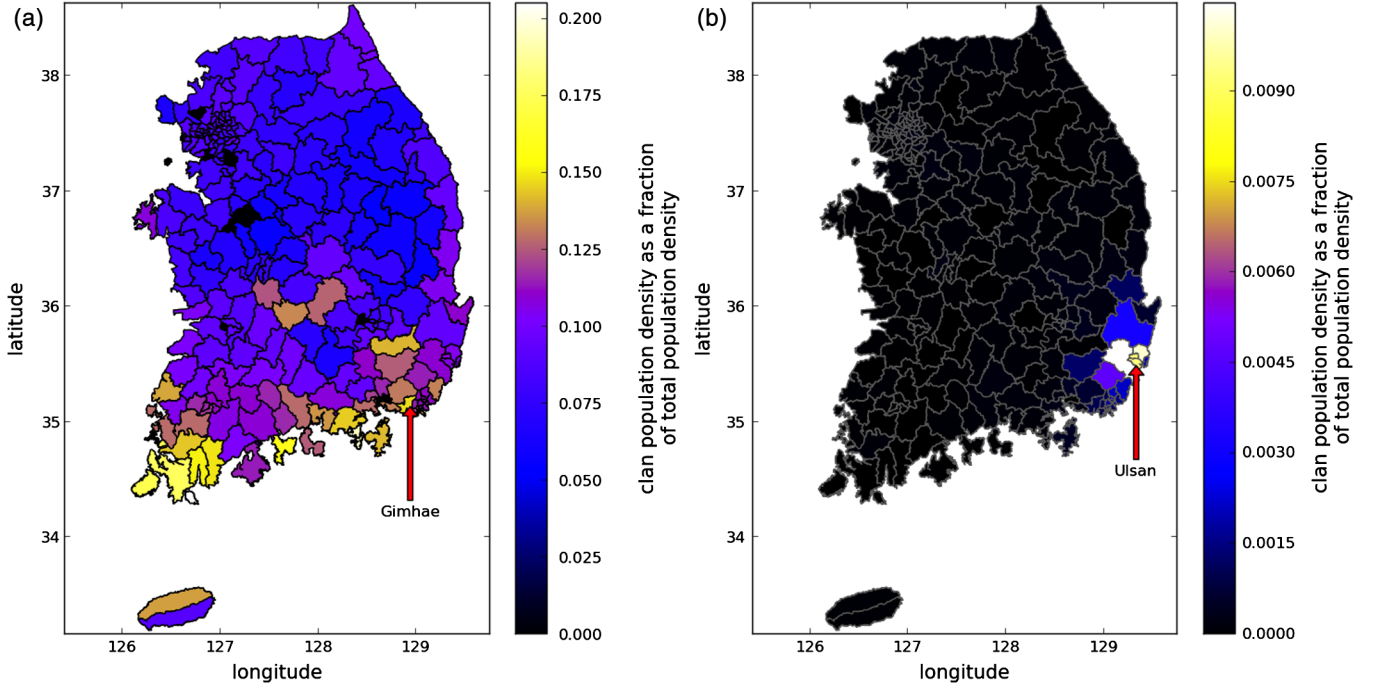 (a)
38
37
36
35
34
latitude
126
127
128
129
longitude
Gimhae
0.200
0.175
0.150
0.125
0.100
0.075
0.050
0.025
0.000
clan population density as a fraction
of total population density
(b)
38
37
36
35
34
latitude
126
127
128
129
longitude
Ulsan
0.0090
0.0075
0.0060
0.0045
0.0030
0.0015
0.0000
clan population density as a fraction
of total population density